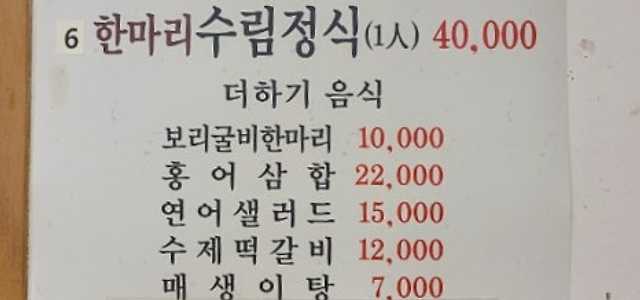 6 한마리수림정식(1人) 40,000
더하기 음식
보리굴비한마리 10,000
홍어삼합 22,000
연어샐러드 15,000
수제떡갈비 12,000
매생이탕 7,000